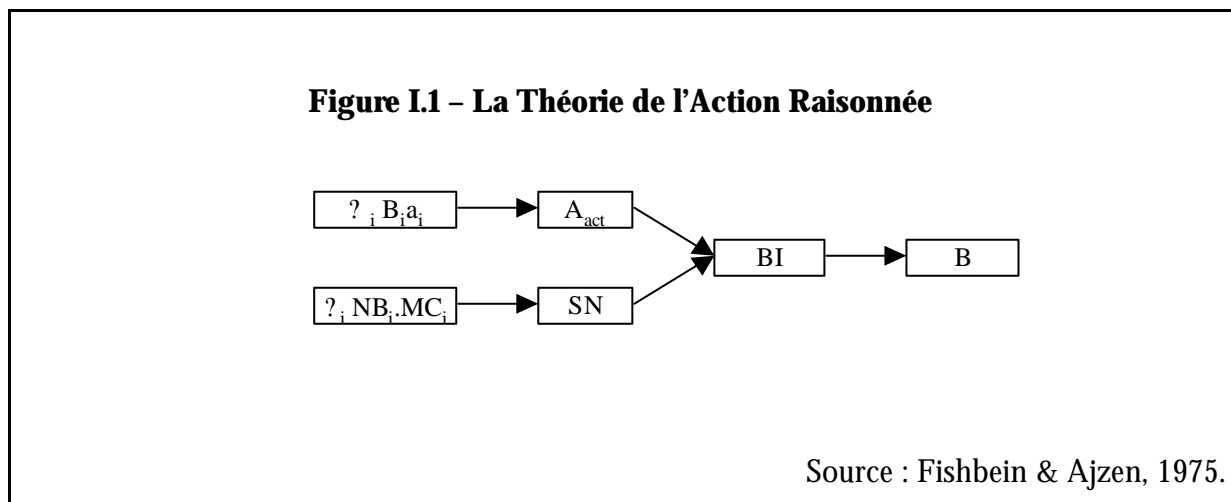 Figure I.1 – La Théorie de l'Action Raisonnée
? i Biai
Aact
BI
B
?i NBi.MCi
SN
Source : Fishbein & Ajzen, 1975.